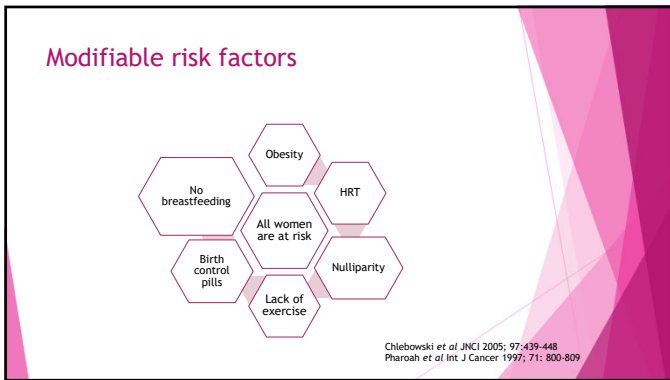 Modifiable risk factors
Obesity
No
breastfeeding
HRT
All women
are at risk
Birth
control
pills
Nulliparity
Lack of
exercise
Chlebowski et al JNCI 2005; 97:439-448
Pharoah et al Int J Cancer 1997; 71: 800-809